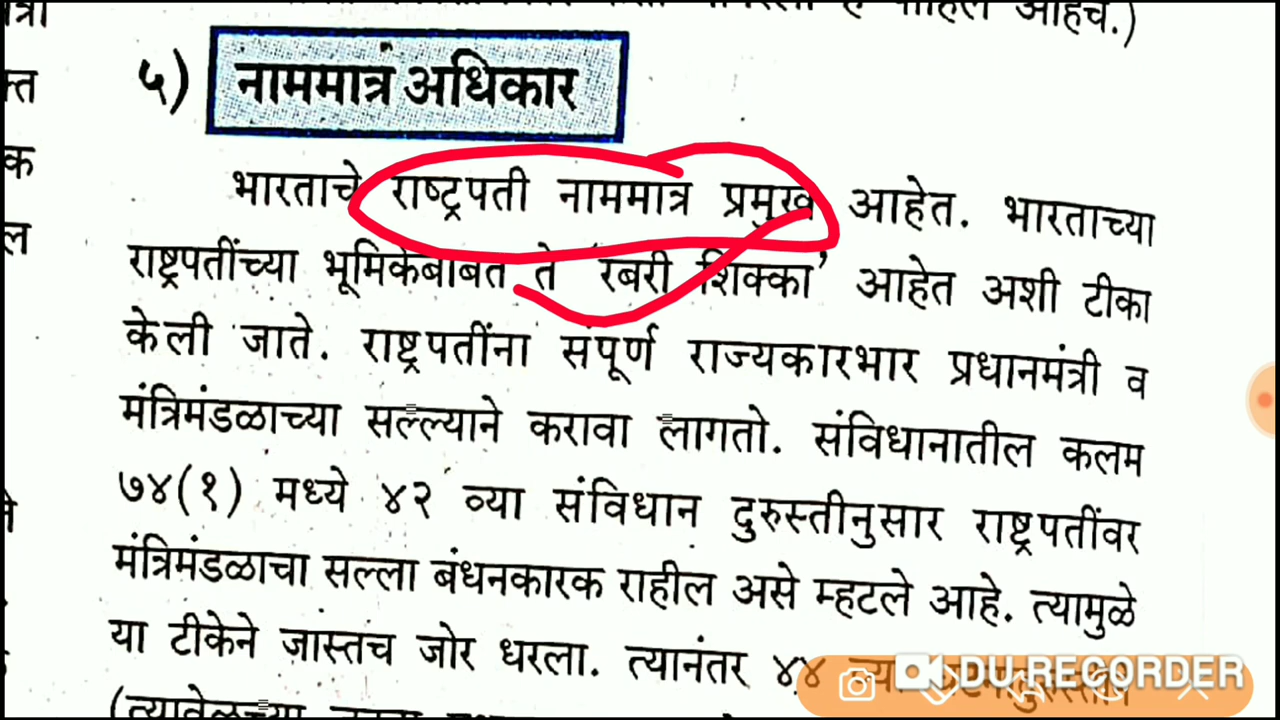 आहेच.)
५) नाममात्र अधिकार
भारताचे राष्ट्रपती नाममात्र प्रमुख आहेत. भारताच्या
राष्ट्रपतींच्या भूमिकेबाबत ते 'रबरी शिक्का' आहेत अशी टीका
केली जाते. राष्ट्रपतींना संपूर्ण राज्यकारभार प्रधानमंत्री व
मंत्रिमंडळाच्या सल्ल्याने करावा लागतो. संविधानातील कलम
७४(१) मध्ये ४२ व्या संविधान दुरुस्तीनुसार राष्ट्रपतींवर
मंत्रिमंडळाचा सल्ला बंधनकारक राहील असे म्हटले आहे. त्यामुळे
या टीकेने जास्तच जोर धरला. त्यानंतर ४४
(त्यावेळच्या
DU RECORDER